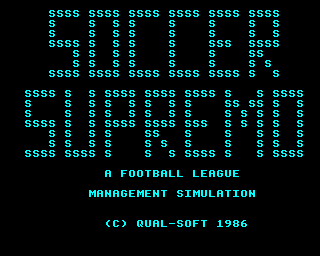 SOCCER
SUPREMO
A FOOTBALL LEAGUE
MANAGEMENT SIMULATION
(C) QUAL-SOFT 1986